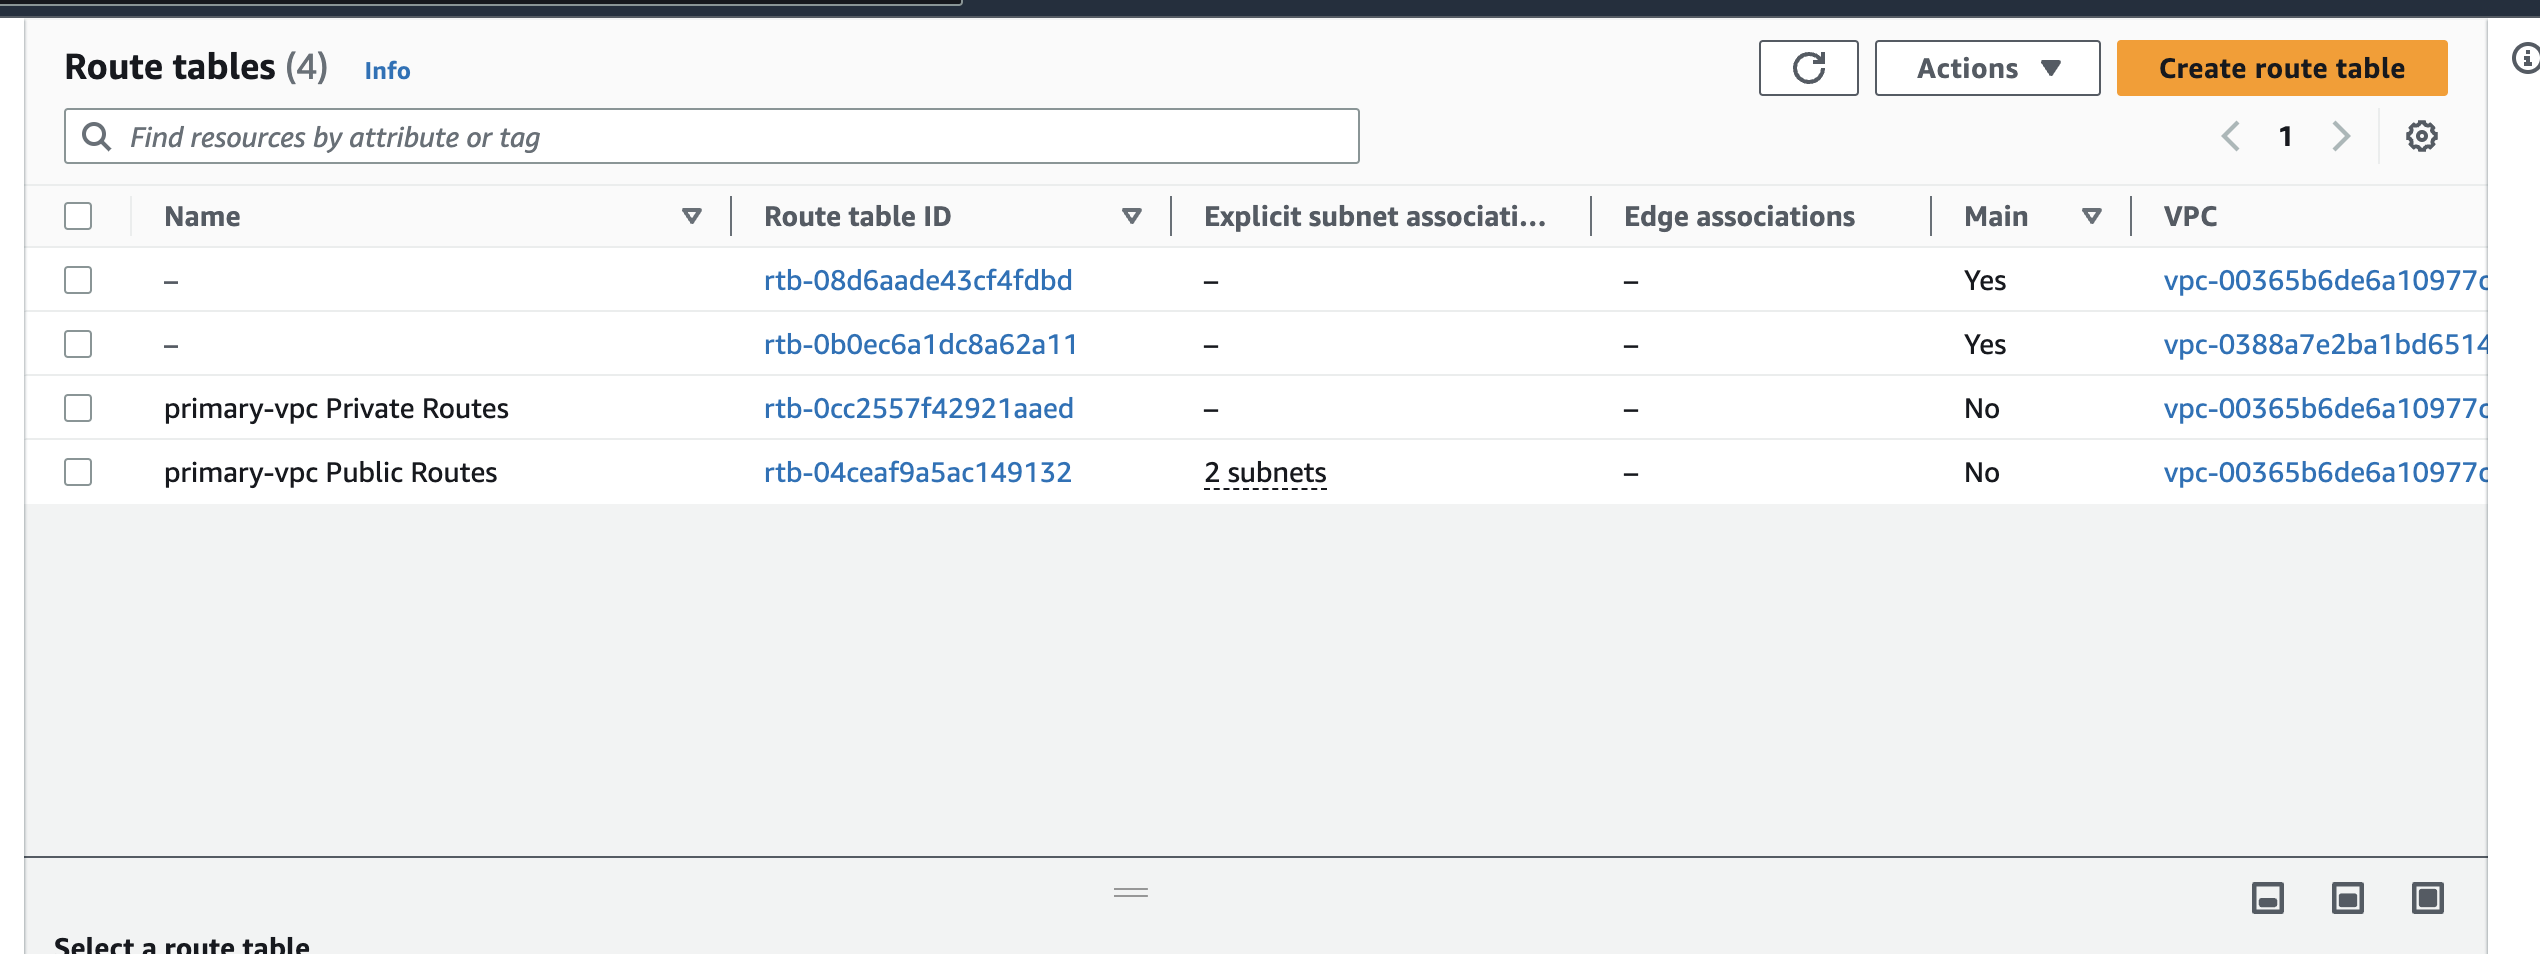 Route tables (4) Info
Actions
Create route table
Find resources by attribute or tag
1
Name Route table ID Explicit subnet associati... Edge associations Main VPC
– rtb-08d6aade43cf4fdbd – – Yes vpc-00365b6de6a10977
– rtb-0b0ec6a1dc8a62a11 – – Yes vpc-0388a7e2ba1bd6514
primary-vpc Private Routes rtb-0cc2557f42921aaed – – No vpc-00365b6de6a10977
primary-vpc Public Routes rtb-04ceaf9a5ac149132 2 subnets – No vpc-00365b6de6a10977
Select a route table